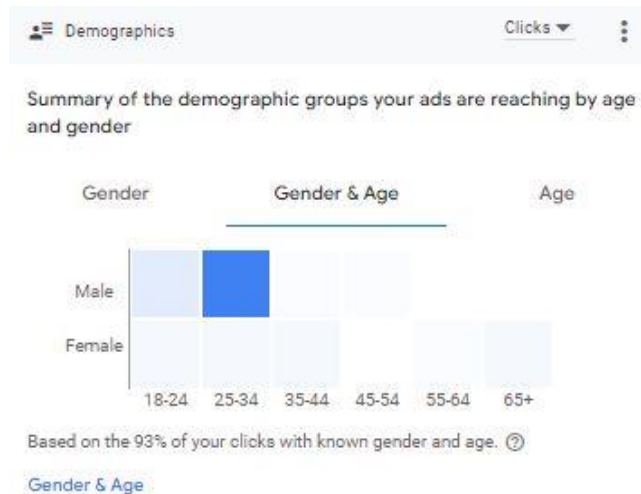 Demographics
Clicks
Summary of the demographic groups your ads are reaching by age
and gender
Gender
Gender & Age
Age
Male
Female
18-24 25-34 35-44 45-54 55-64 65+
Based on the 93% of your clicks with known gender and age. ?
Gender & Age